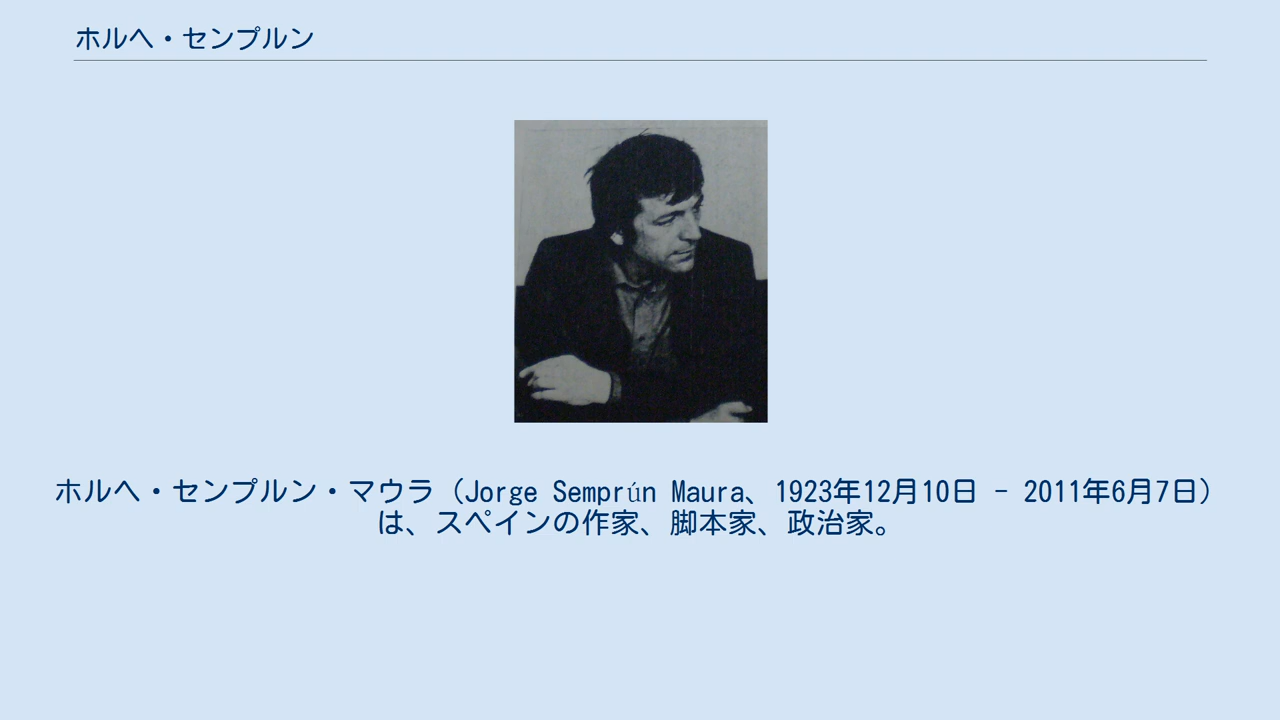 ホルヘ・センプルン
ホルヘ・センプルン・マウラ（Jorge Semprún Maura、1923年12月10日 - 2011年6月7日）
は、スペインの作家、脚本家、政治家。